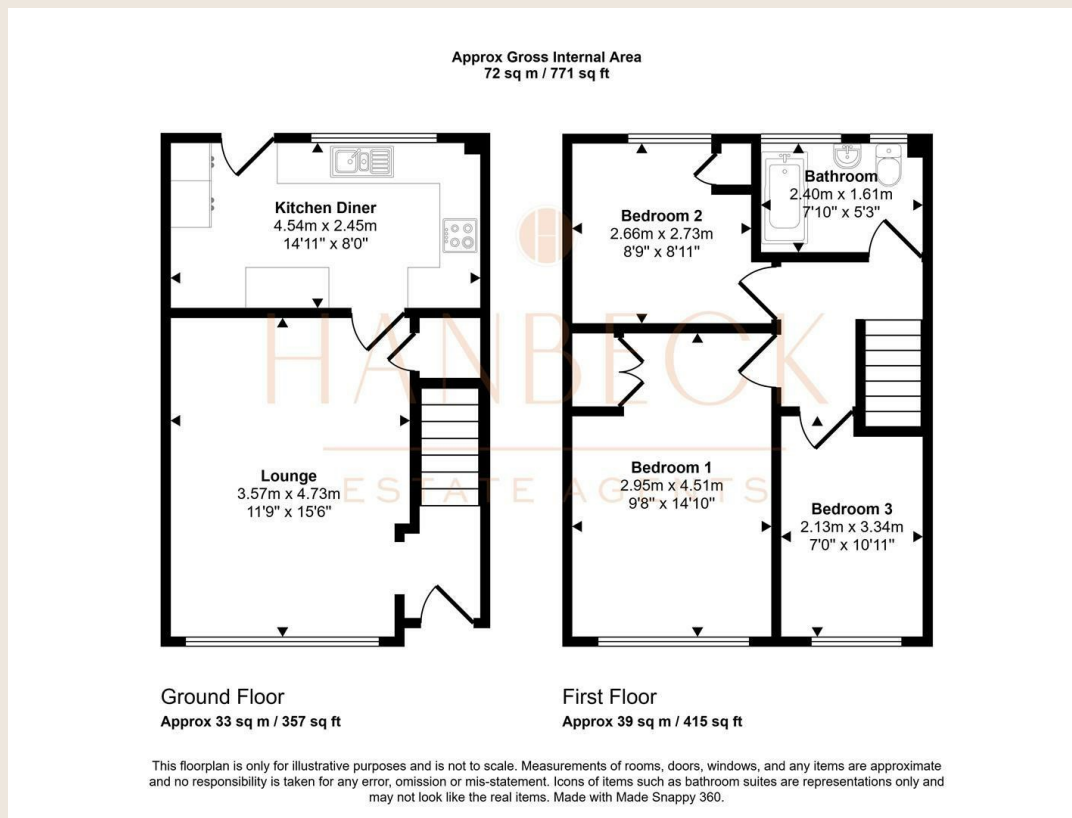 Approx Gross Internal Area
72 sq m / 771 sq ft
Kitchen Diner
4.54m x 2.45m
14'11" x 8'0"
Lounge
3.57m x 4.73m
11'9" x 15'6"
Bedroom 2
2.66m x 2.73m
8'9" x 8'11"
Bathroom
2.40m x 1.61m
7'10" x 5'3"
Bedroom 1
2.95m x 4.51m
9'8" x 14'10"
Bedroom 3
2.13m x 3.34m
7'0" x 10'11"
HANBECK
ESTATE AGENTS
Ground Floor
Approx 33 sq m / 357 sq ft
First Floor
Approx 39 sq m / 415 sq ft
This floorplan is only for illustrative purposes and is not to scale. Measurements of rooms, doors, windows, and any items are approximate
and no responsibility is taken for any error, omission or mis-statement. Icons of items such as bathroom suites are representations only and
may not look like the real items. Made with Made Snappy 360.